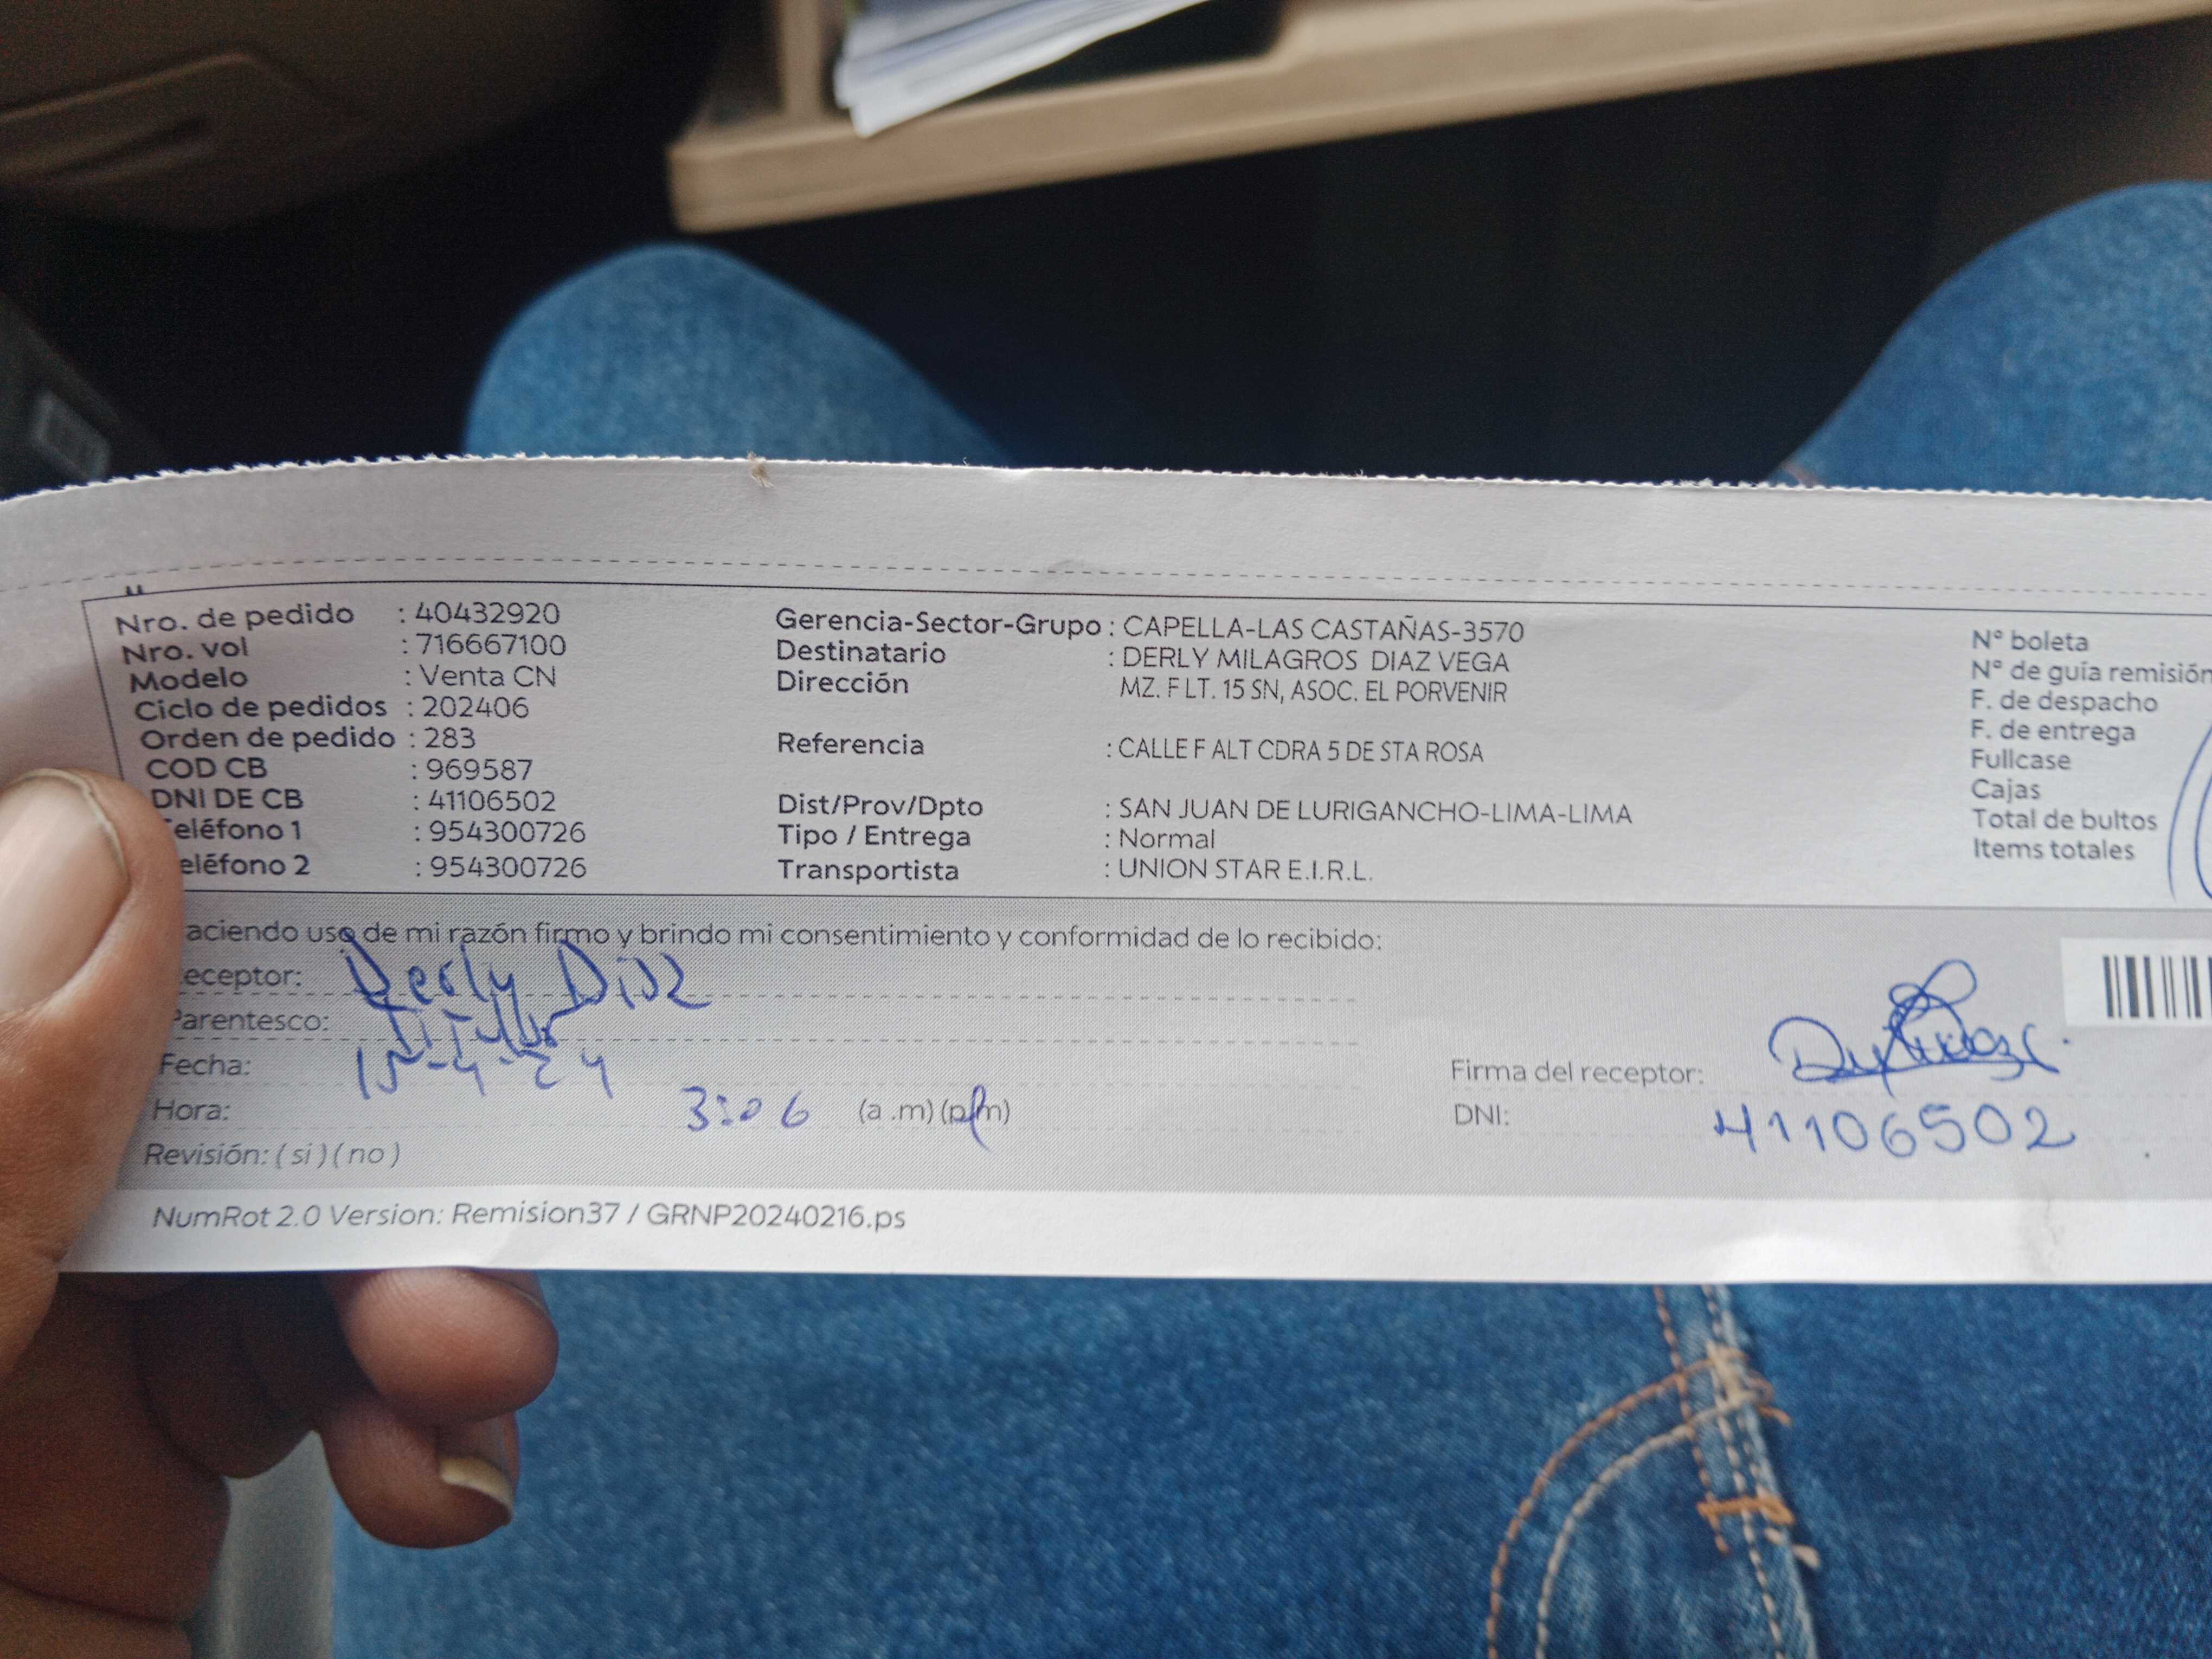 Nro. de pedido : 40432920
Nro. vol : 716667100
Modelo : Venta CN
Ciclo de pedidos : 202406
Orden de pedido : 283
COD CB : 969587
DNI DE CB : 41106502
eléfono 1 : 954300726
eléfono 2 : 954300726
Gerencia-Sector-Grupo : CAPELLA-LAS CASTAÑAS-3570
Destinatario : DERLY MILAGROS DIAZ VEGA
Dirección MZ. F LT. 15 SN, ASOC. EL PORVENIR
Referencia : CALLE F ALT CDRA 5 DE STA ROSA
Dist/Prov/Dpto : SAN JUAN DE LURIGANCHO-LIMA-LIMA
Tipo / Entrega : Normal
Transportista : UNION STAR E.I.R.L.
N° boleta
N° de guía remisión
F. de despacho
F. de entrega
Fullcase
Cajas
Total de bultos
Items totales
aciendo uso de mi razón firmo y brindo mi consentimiento y conformidad de lo recibido:
eceptor: Derly Diaz
Parentesco: Titular
Fecha: 15-4-24
Hora: 3:06 (a .m) (p.m)
Revisión: ( si ) ( no )
Firma del receptor:
DNI: 41106502
NumRot 2.0 Version: Remision37 / GRNP20240216.ps